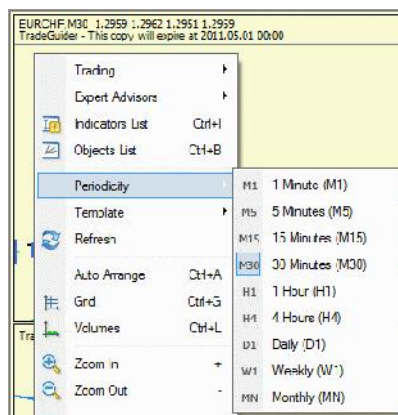 EURCHF,M30 1.2959 1.2962 1.2951 1.2959
TradeGuider - This copy will expire at 2011.05.01 00:00
Trading
Expert Advisors
Indicators List Ctrl+I
Objects List Ctrl+B
Periodicity
Template
Refresh
Auto Arrange Ctrl+A
Grid Ctrl+G
Volumes Ctrl+L
Zoom In +
Zoom Out -
M1 1 Minute (M1)
M5 5 Minutes (M5)
M15 15 Minutes (M15)
M30 30 Minutes (M30)
H1 1 Hour (H1)
H4 4 Hours (H4)
D1 Daily (D1)
W1 Weekly (W1)
MN Monthly (MN)